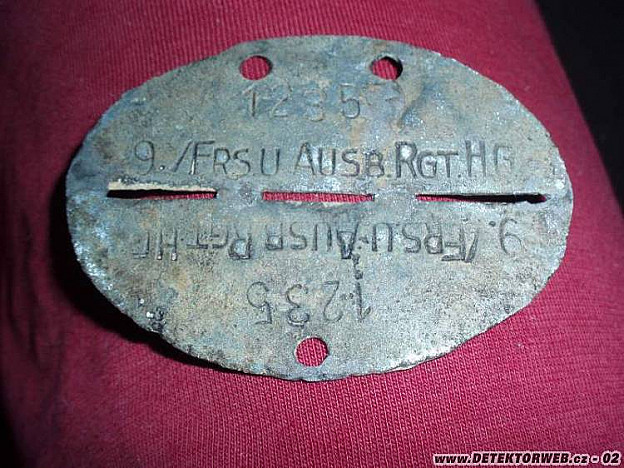 1235
9./FRS.U AUSB.RGT.HG
1235
9./FRS.U.AUSB.RGT.HG
www.DETEKTORWEB.cz - 02